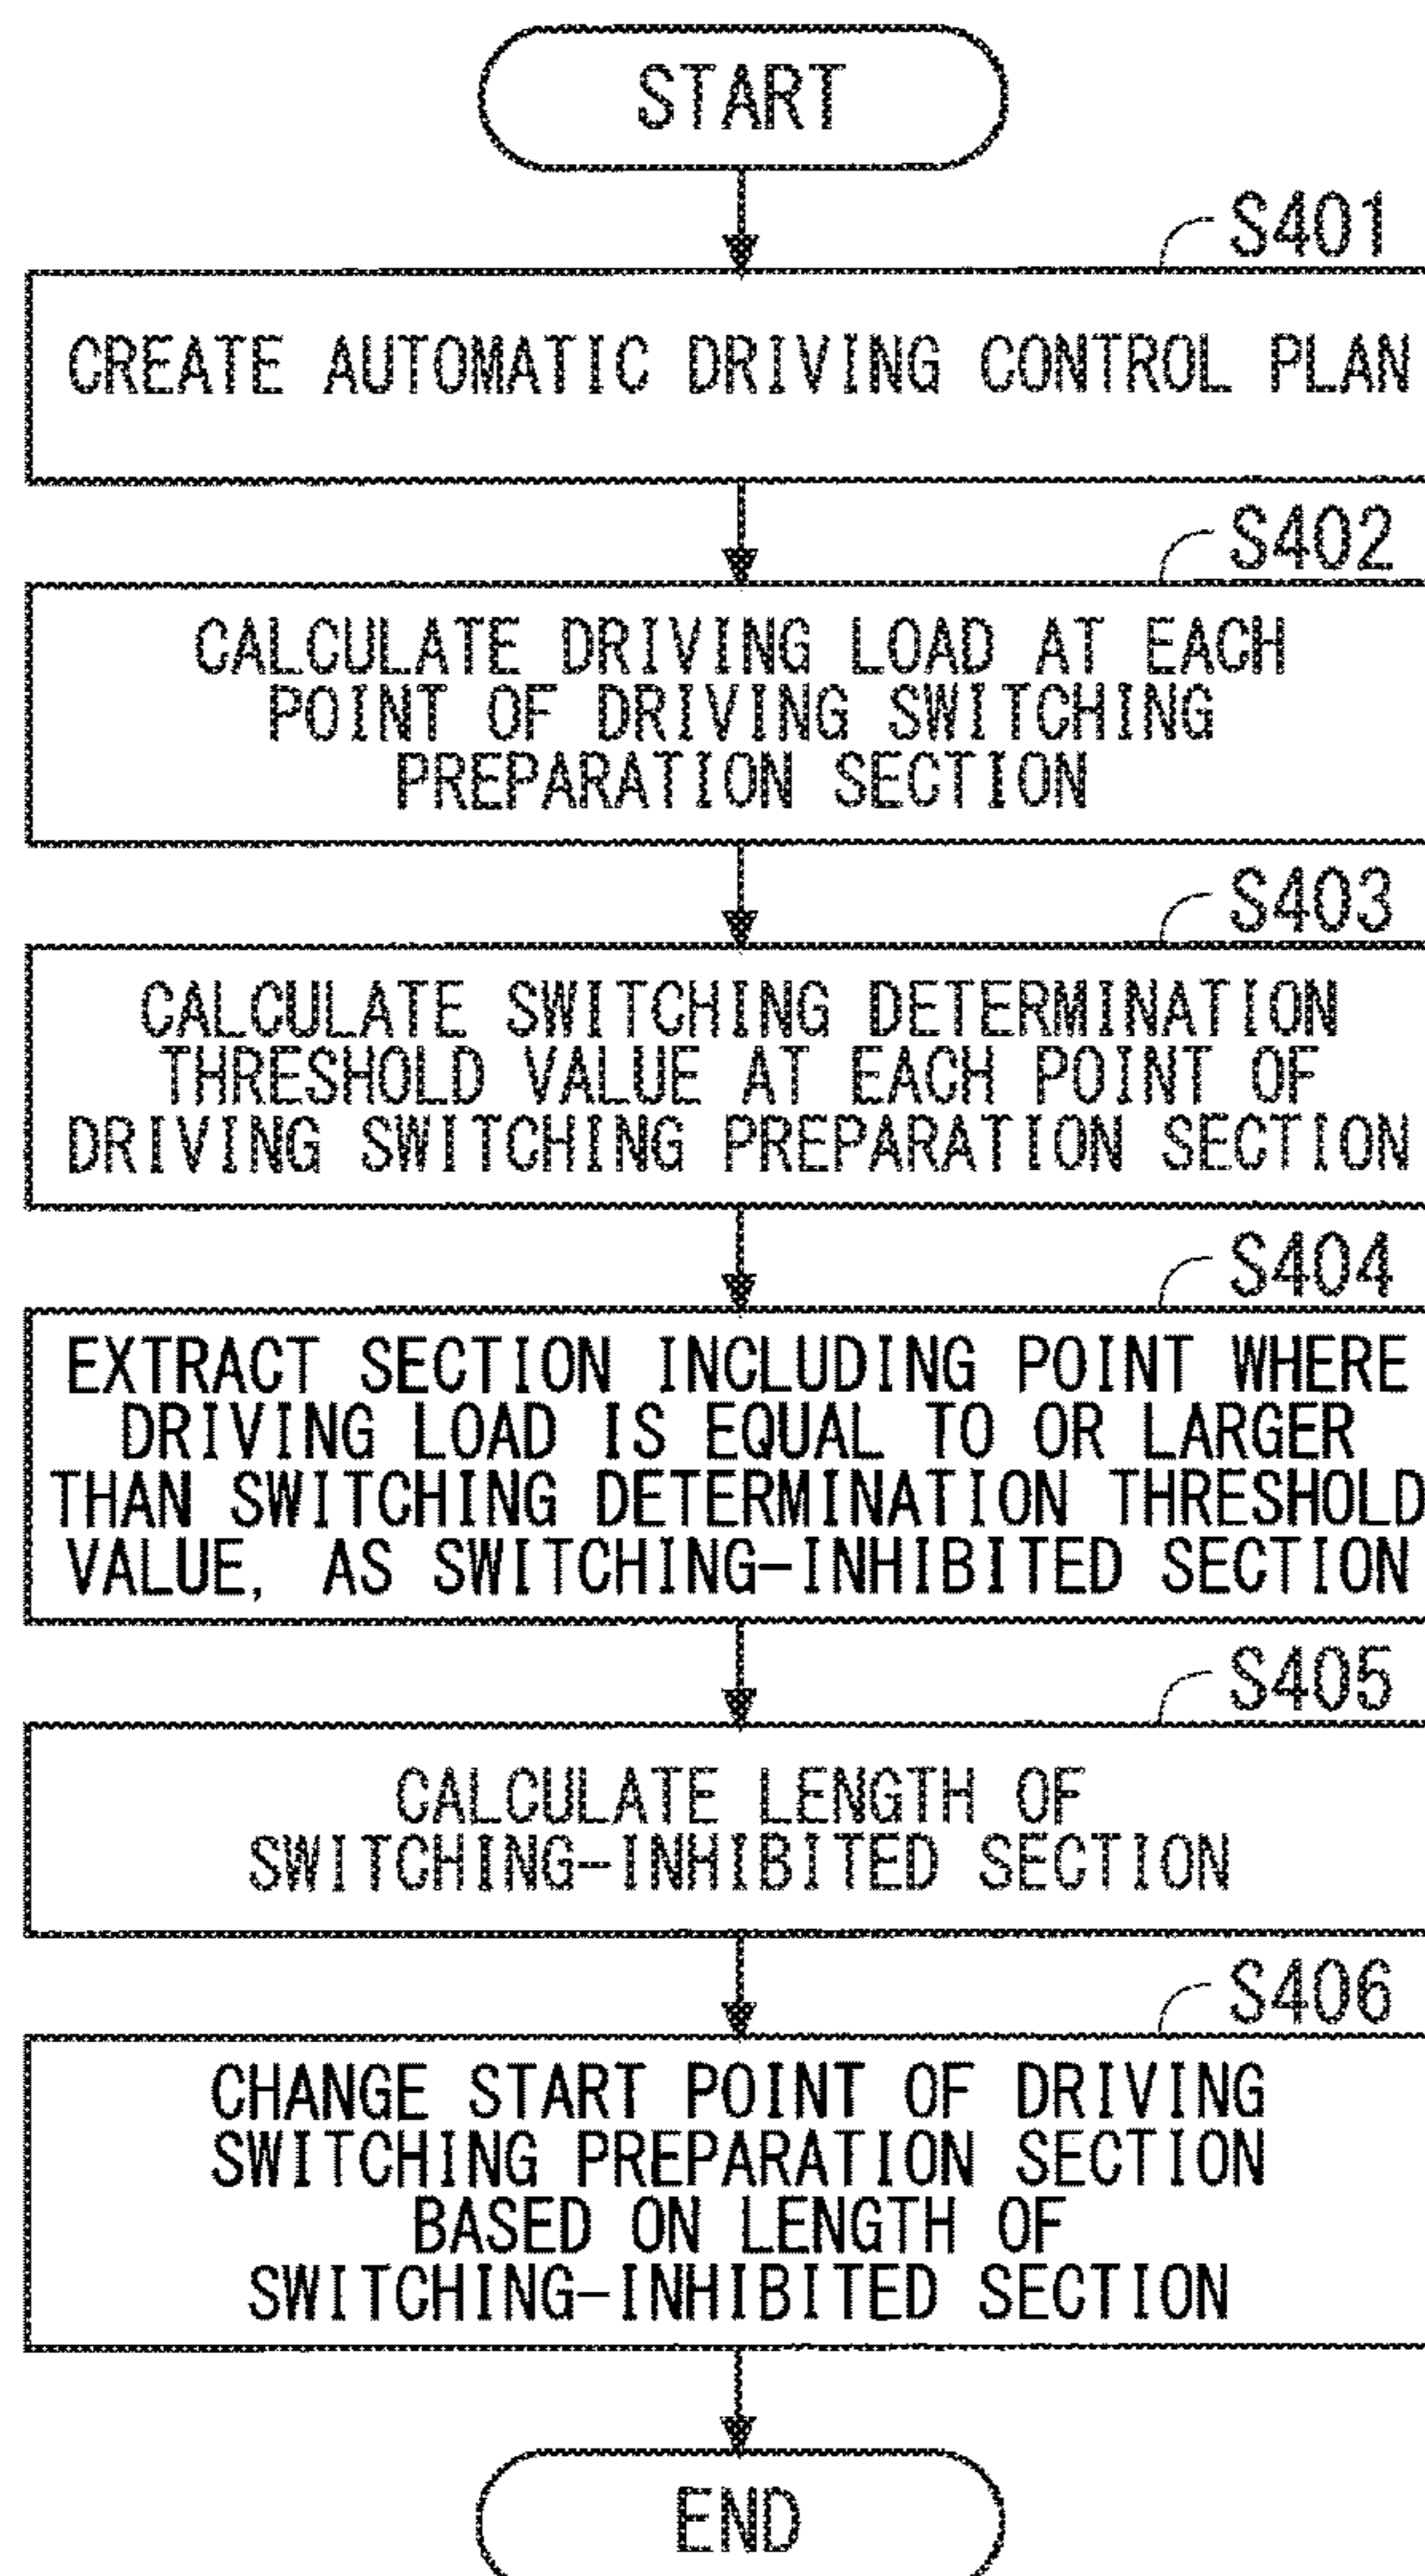 START
S401
CREATE AUTOMATIC DRIVING CONTROL PLAN
S402
CALCULATE DRIVING LOAD AT EACH
POINT OF DRIVING SWITCHING
PREPARATION SECTION
S403
CALCULATE SWITCHING DETERMINATION
THRESHOLD VALUE AT EACH POINT OF
DRIVING SWITCHING PREPARATION SECTION
S404
EXTRACT SECTION INCLUDING POINT WHERE
DRIVING LOAD IS EQUAL TO OR LARGER
THAN SWITCHING DETERMINATION THRESHOLD
VALUE, AS SWITCHING-INHIBITED SECTION
S405
CALCULATE LENGTH OF
SWITCHING-INHIBITED SECTION
S406
CHANGE START POINT OF DRIVING
SWITCHING PREPARATION SECTION
BASED ON LENGTH OF
SWITCHING-INHIBITED SECTION
END